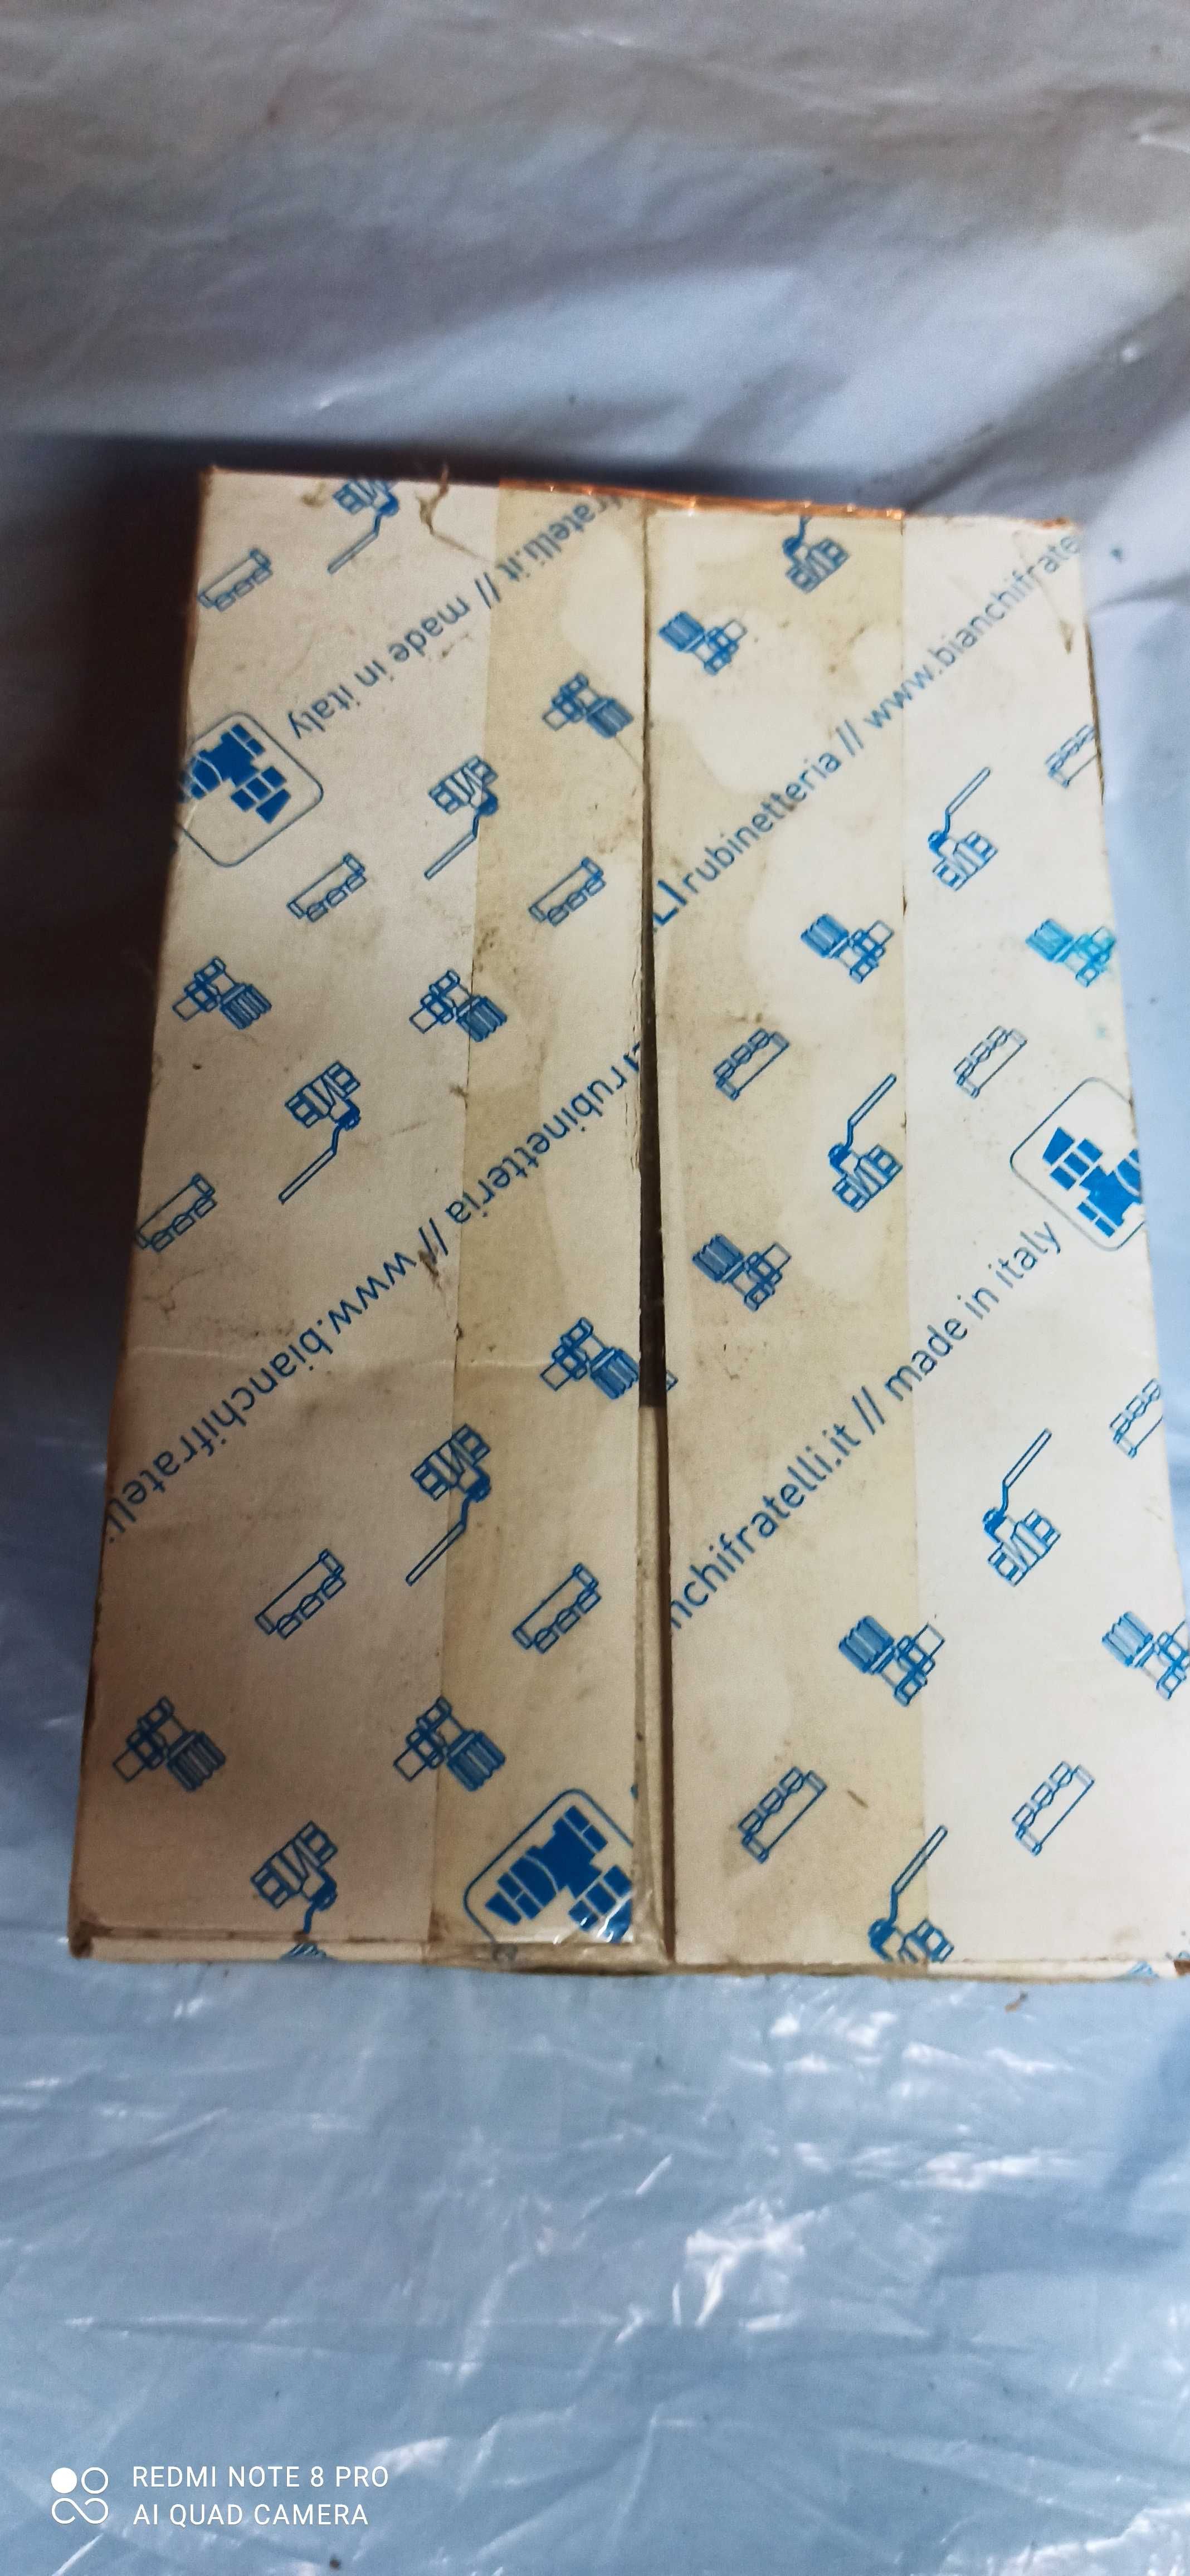 fratelli.it // made in italy
LI rubinetteria // www.bianchifrate
I rubinetteria // www.bianchifratelli.
nchifratelli.it // made in italy
REDMI NOTE 8 PRO
AI QUAD CAMERA